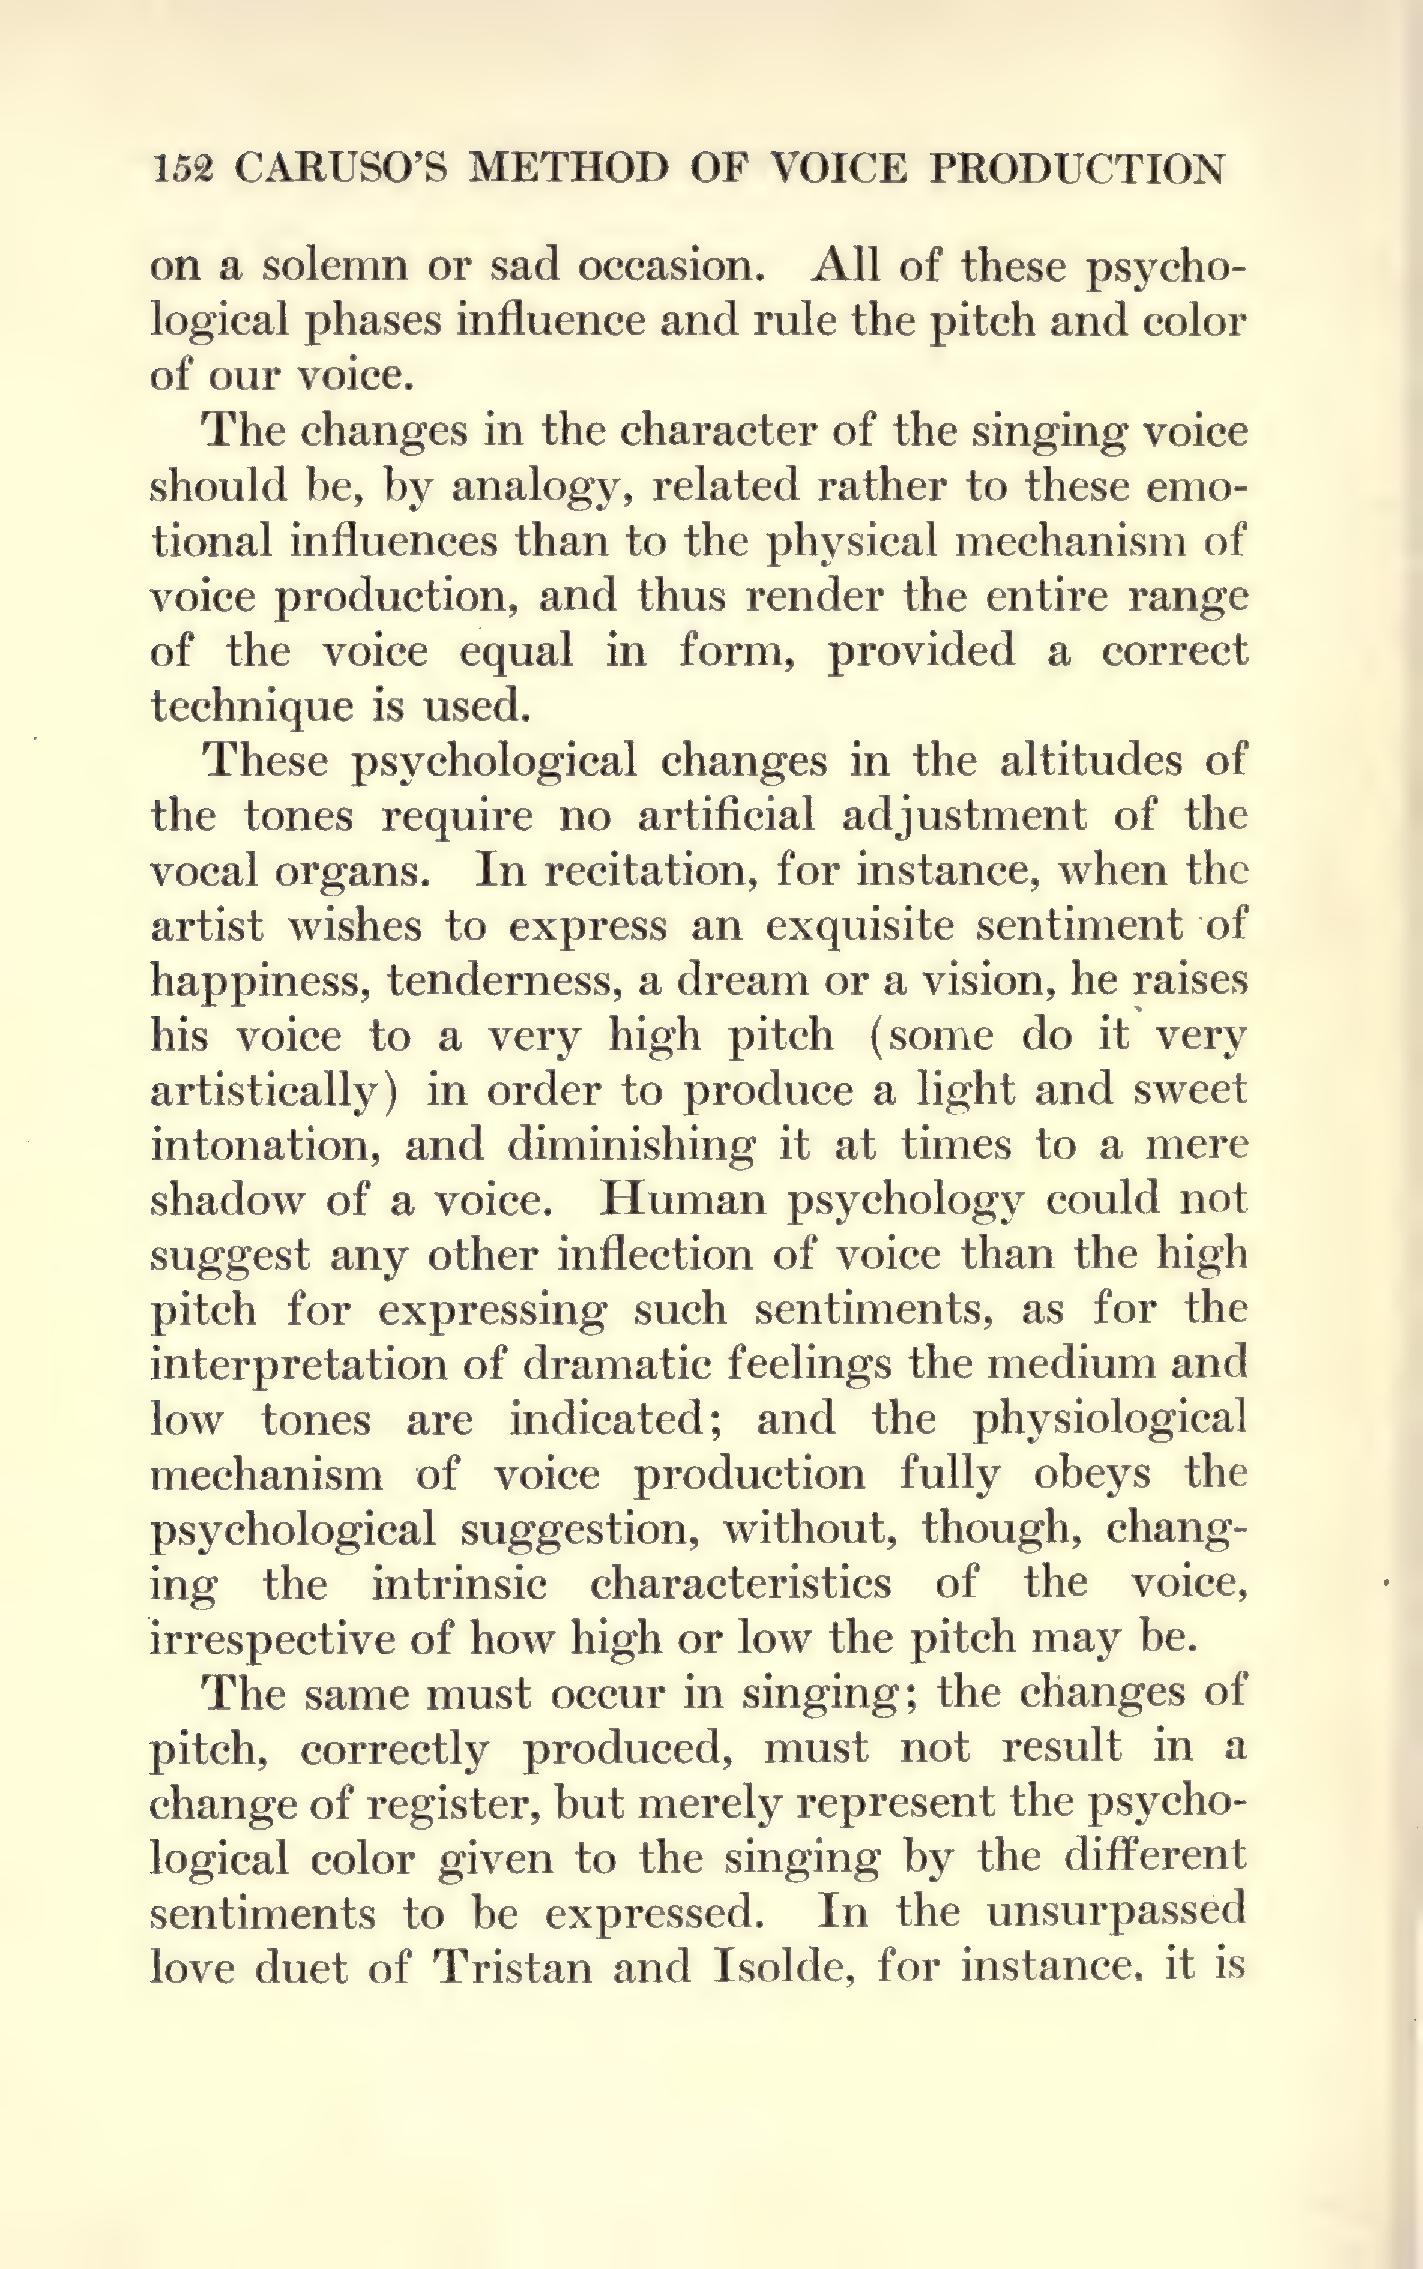 152 CARUSO'S METHOD OF VOICE PRODUCTION
on a solemn or sad occasion. All of these psycho-
logical phases influence and rule the pitch and color
of our voice.
The changes in the character of the singing voice
should be, by analogy, related rather to these emo-
tional influences than to the physical mechanism of
voice production, and thus render the entire range
of the voice equal in form, provided a correct
technique is used.
These psychological changes in the altitudes of
the tones require no artificial adjustment of the
vocal organs. In recitation, for instance, when the
artist wishes to express an exquisite sentiment of
happiness, tenderness, a dream or a vision, he raises
his voice to a very high pitch (some do it very
artistically) in order to produce a light and sweet
intonation, and diminishing it at times to a mere
shadow of a voice. Human psychology could not
suggest any other inflection of voice than the high
pitch for expressing such sentiments, as for the
interpretation of dramatic feelings the medium and
low tones are indicated; and the physiological
mechanism of voice production fully obeys the
psychological suggestion, without, though, chang-
ing the intrinsic characteristics of the voice,
irrespective of how high or low the pitch may be.
The same must occur in singing; the changes of
pitch, correctly produced, must not result in a
change of register, but merely represent the psycho-
logical color given to the singing by the different
sentiments to be expressed. In the unsurpassed
love duet of Tristan and Isolde, for instance, it is